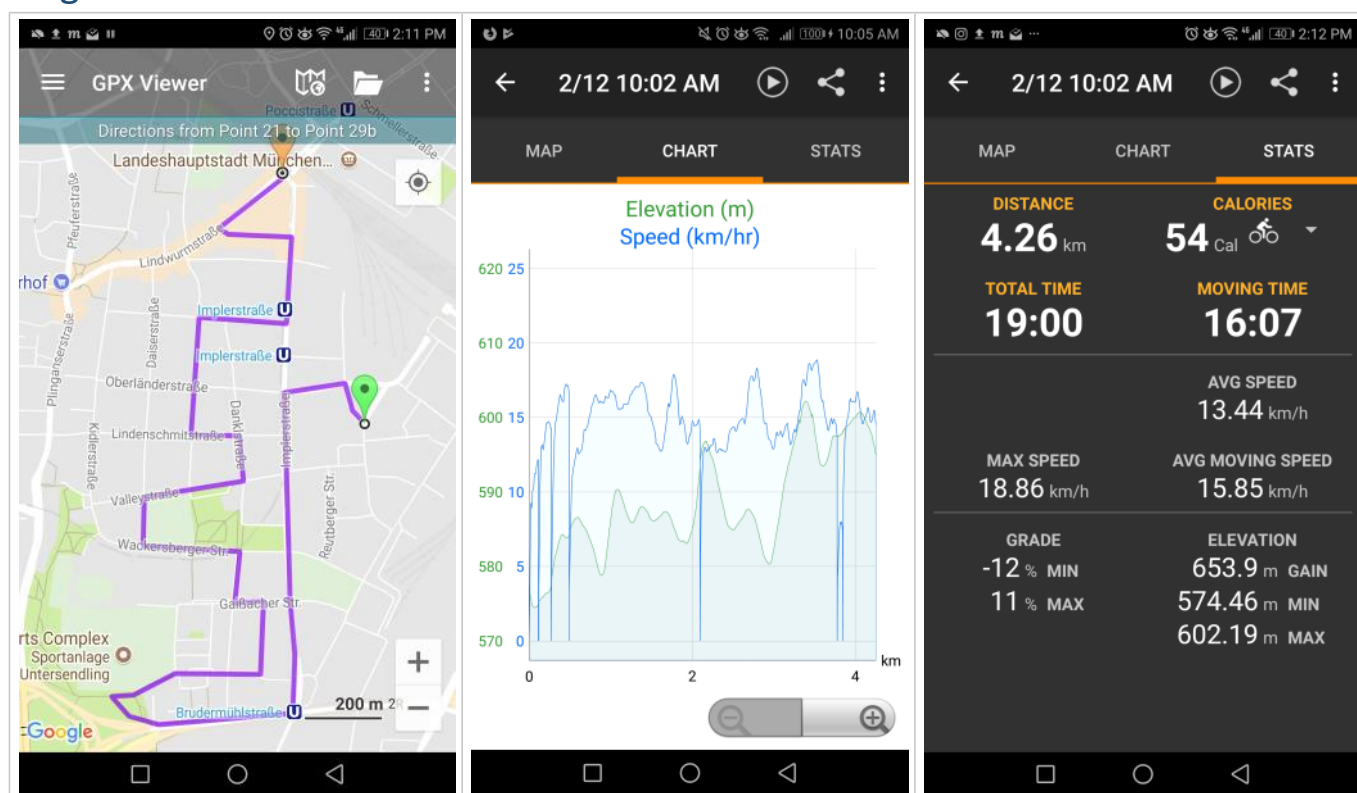 2:11 PM
GPX Viewer
Poccistraße U
Directions from Point 21 to Point 29b
Landeshauptstadt München...
Schmellerstraße
Pfeuferstraße
Lindwurmstraße
rhof
Implerstraße U
Daiserstraße
Implerstraße U
Plinganserstraße
Oberländerstraße
Danklstraße
Implerstraße
Lindenschmitstraße
Kidlerstraße
Valleystraße
Reutberger Str.
Wackersberger Str.
Gaißacher Str.
rts Complex
Sportanlage
Untersendling
+
200 m 2R
Brudermühlstraße U
Google
100 10:05 AM
2/12 10:02 AM
MAP CHART STATS
Elevation (m)
Speed (km/hr)
620 25
610 20
600 15
590 10
580 5
570 0
km
0 2 4
40 2:12 PM
2/12 10:02 AM
MAP CHART STATS
DISTANCE CALORIES
4.26 km 54 Cal
TOTAL TIME MOVING TIME
19:00 16:07
AVG SPEED
13.44 km/h
MAX SPEED AVG MOVING SPEED
18.86 km/h 15.85 km/h
GRADE ELEVATION
-12 % MIN 653.9 m GAIN
11 % MAX 574.46 m MIN
602.19 m MAX